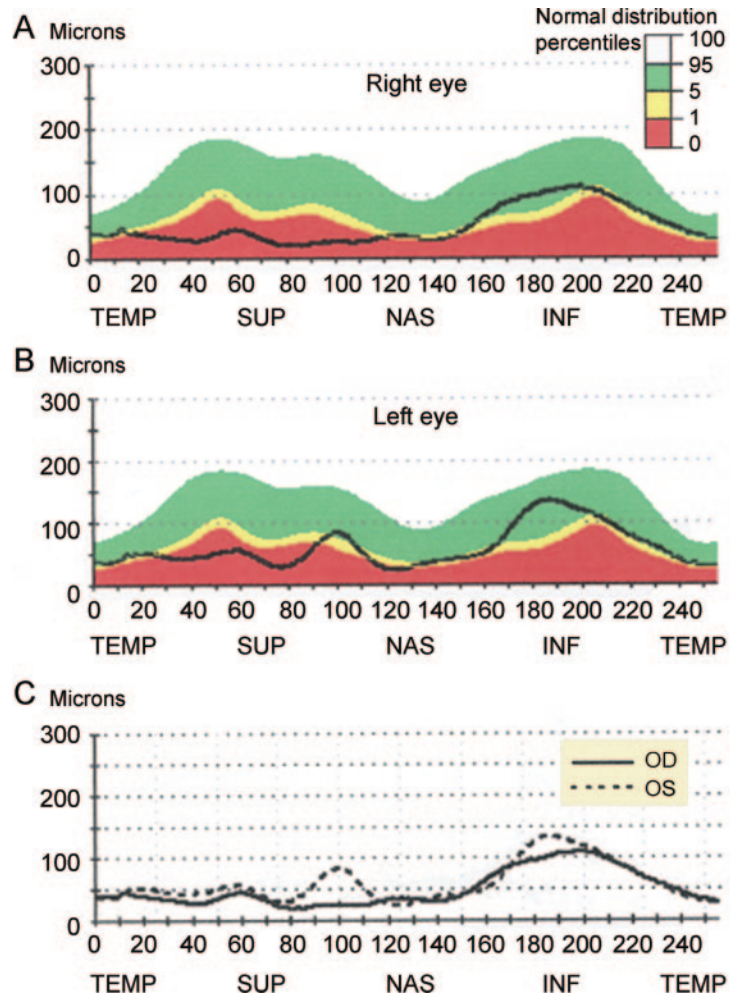 A Microns
Normal distribution
percentiles
100
95
5
1
0
Right eye
300
200
100
0
0 20 40 60 80 100 120 140 160 180 200 220 240
TEMP SUP NAS INF TEMP
B Microns
Left eye
300
200
100
0
0 20 40 60 80 100 120 140 160 180 200 220 240
TEMP SUP NAS INF TEMP
C Microns
300
200
100
0
OD
OS
0 20 40 60 80 100 120 140 160 180 200 220 240
TEMP SUP NAS INF TEMP